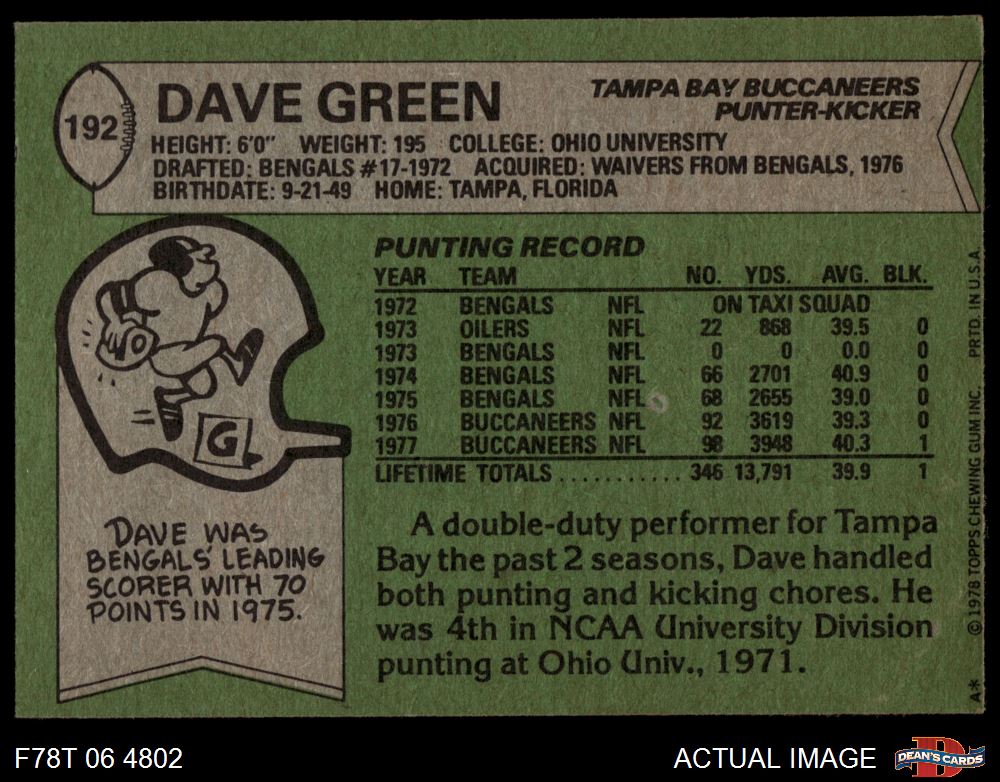 192
DAVE GREEN
TAMPA BAY BUCCANEERS
PUNTER-KICKER
HEIGHT: 6'0" WEIGHT: 195 COLLEGE: OHIO UNIVERSITY
DRAFTED: BENGALS #17-1972 ACQUIRED: WAIVERS FROM BENGALS, 1976
BIRTHDATE: 9-21-49 HOME: TAMPA, FLORIDA
G
DAVE WAS
BENGALS' LEADING
SCORER WITH 70
POINTS IN 1975.
PUNTING RECORD
YEAR TEAM NO. YDS. AVG. BLK.
1972 BENGALS NFL ON TAXI SQUAD
1973 OILERS NFL 22 868 39.5 0
1973 BENGALS NFL 0 0 0.0 0
1974 BENGALS NFL 66 2701 40.9 0
1975 BENGALS NFL 68 2655 39.0 0
1976 BUCCANEERS NFL 92 3619 39.3 0
1977 BUCCANEERS NFL 98 3948 40.3 1
LIFETIME TOTALS........... 346 13,791 39.9 1
A double-duty performer for Tampa
Bay the past 2 seasons, Dave handled
both punting and kicking chores. He
was 4th in NCAA University Division
punting at Ohio Univ., 1971.
A* © 1978 TOPPS CHEWING GUM INC. PRTD. IN U.S.A.
F78T 06 4802
ACTUAL IMAGE
D
DEAN'S CARDS